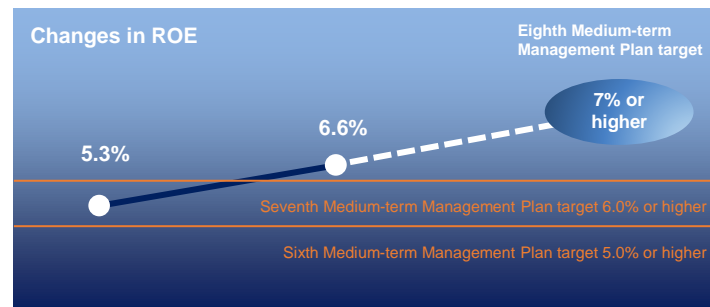 Changes in ROE
Eighth Medium-term
Management Plan target
7% or
higher
6.6%
5.3%
Seventh Medium-term Management Plan target 6.0% or higher
Sixth Medium-term Management Plan target 5.0% or higher